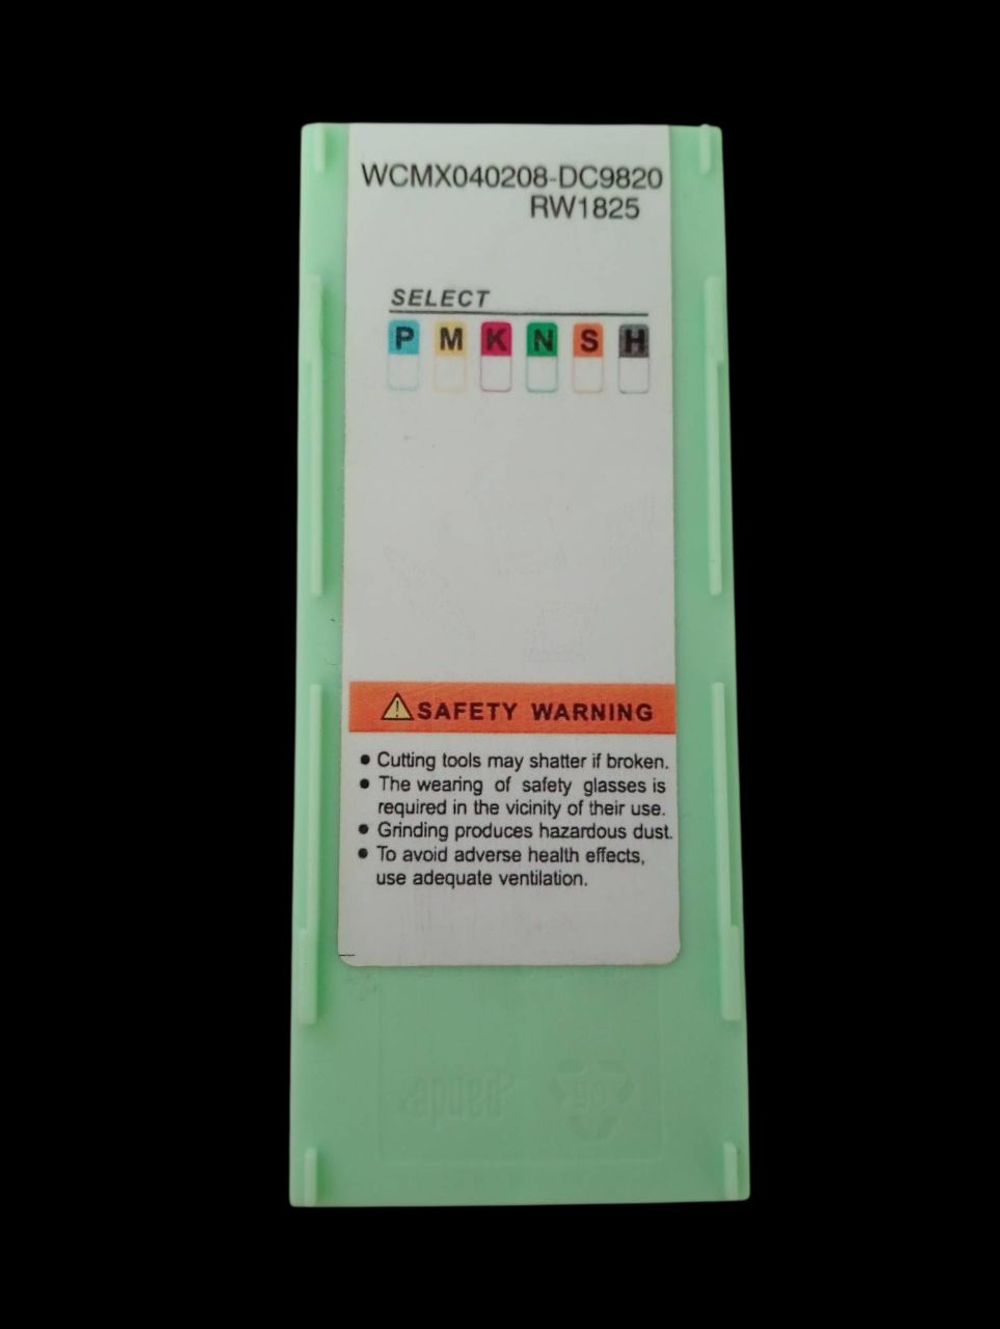 WCMX040208-DC9820
RW1825
SELECT
P M K N S H
SAFETY WARNING
● Cutting tools may shatter if broken.
● The wearing of safety glasses is
required in the vicinity of their use.
● Grinding produces hazardous dust.
● To avoid adverse health effects,
use adequate ventilation.